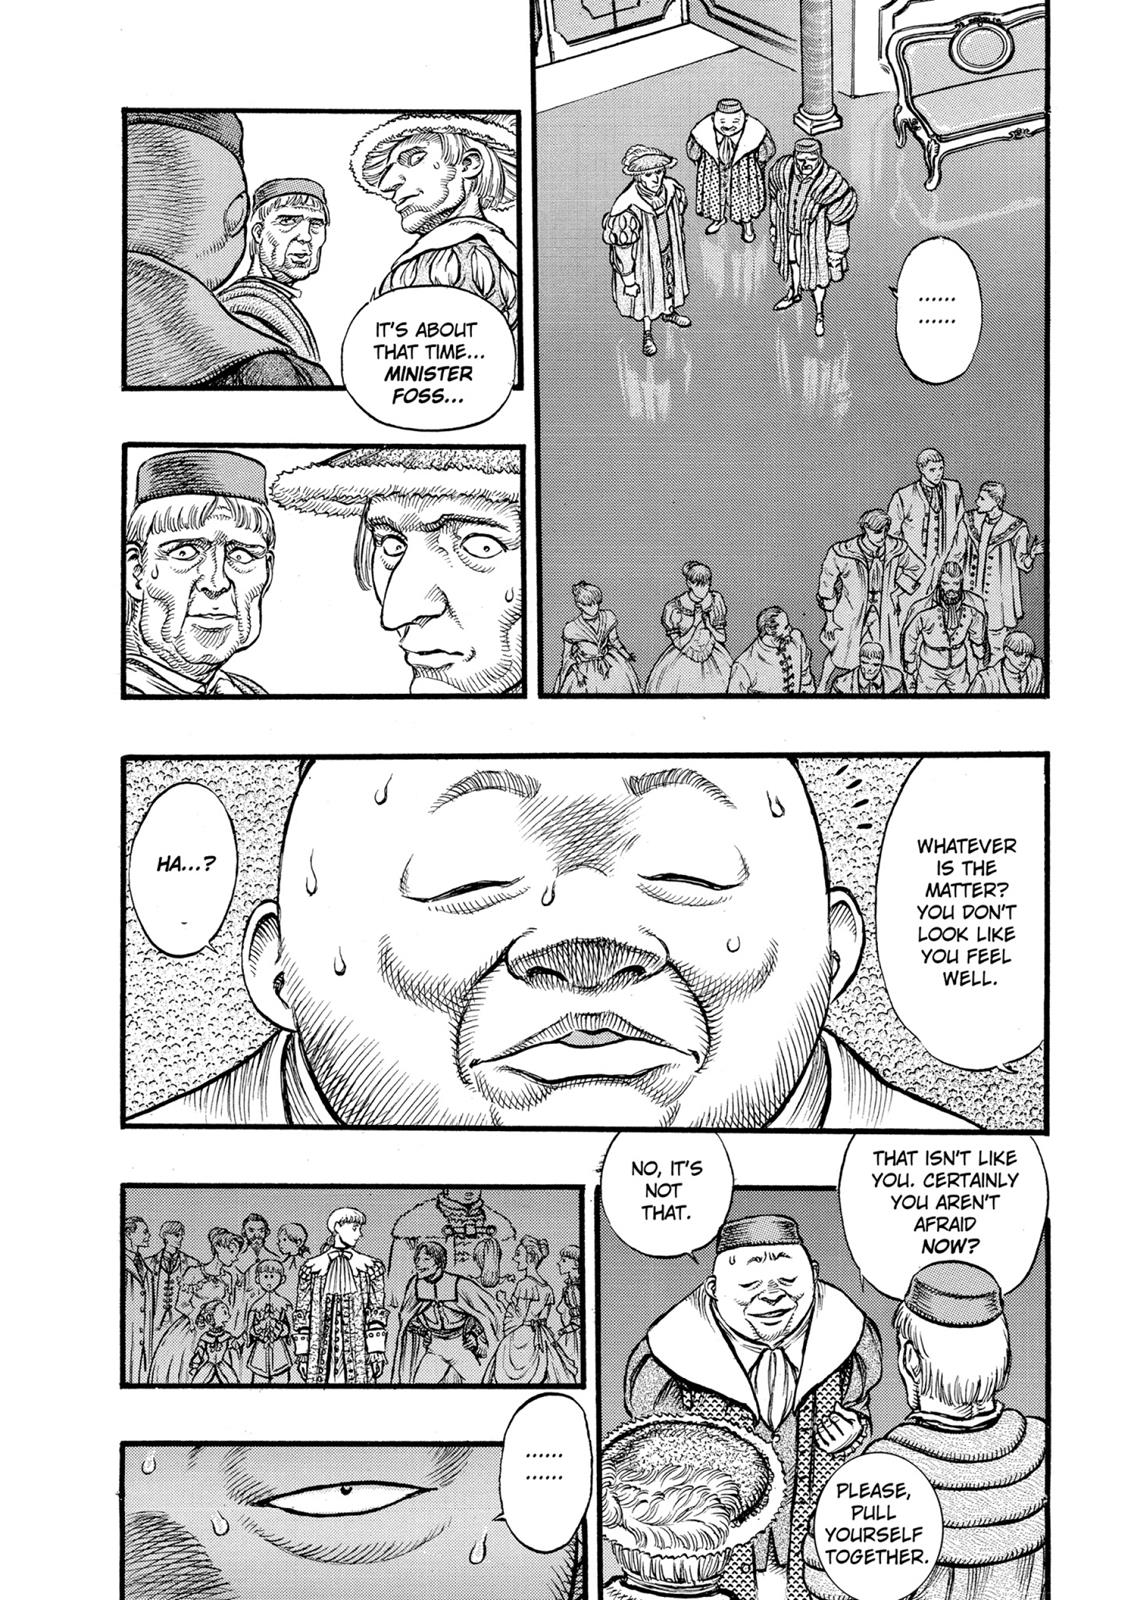 ......
......
IT'S ABOUT
THAT TIME...
MINISTER
FOSS...
WHATEVER
IS THE
MATTER?
YOU DON'T
LOOK LIKE
YOU FEEL
WELL.
HA...?
THAT ISN'T LIKE
YOU. CERTAINLY
YOU AREN'T
AFRAID
NOW?
NO, IT'S
NOT
THAT.
PLEASE,
PULL
YOURSELF
TOGETHER.
......
......